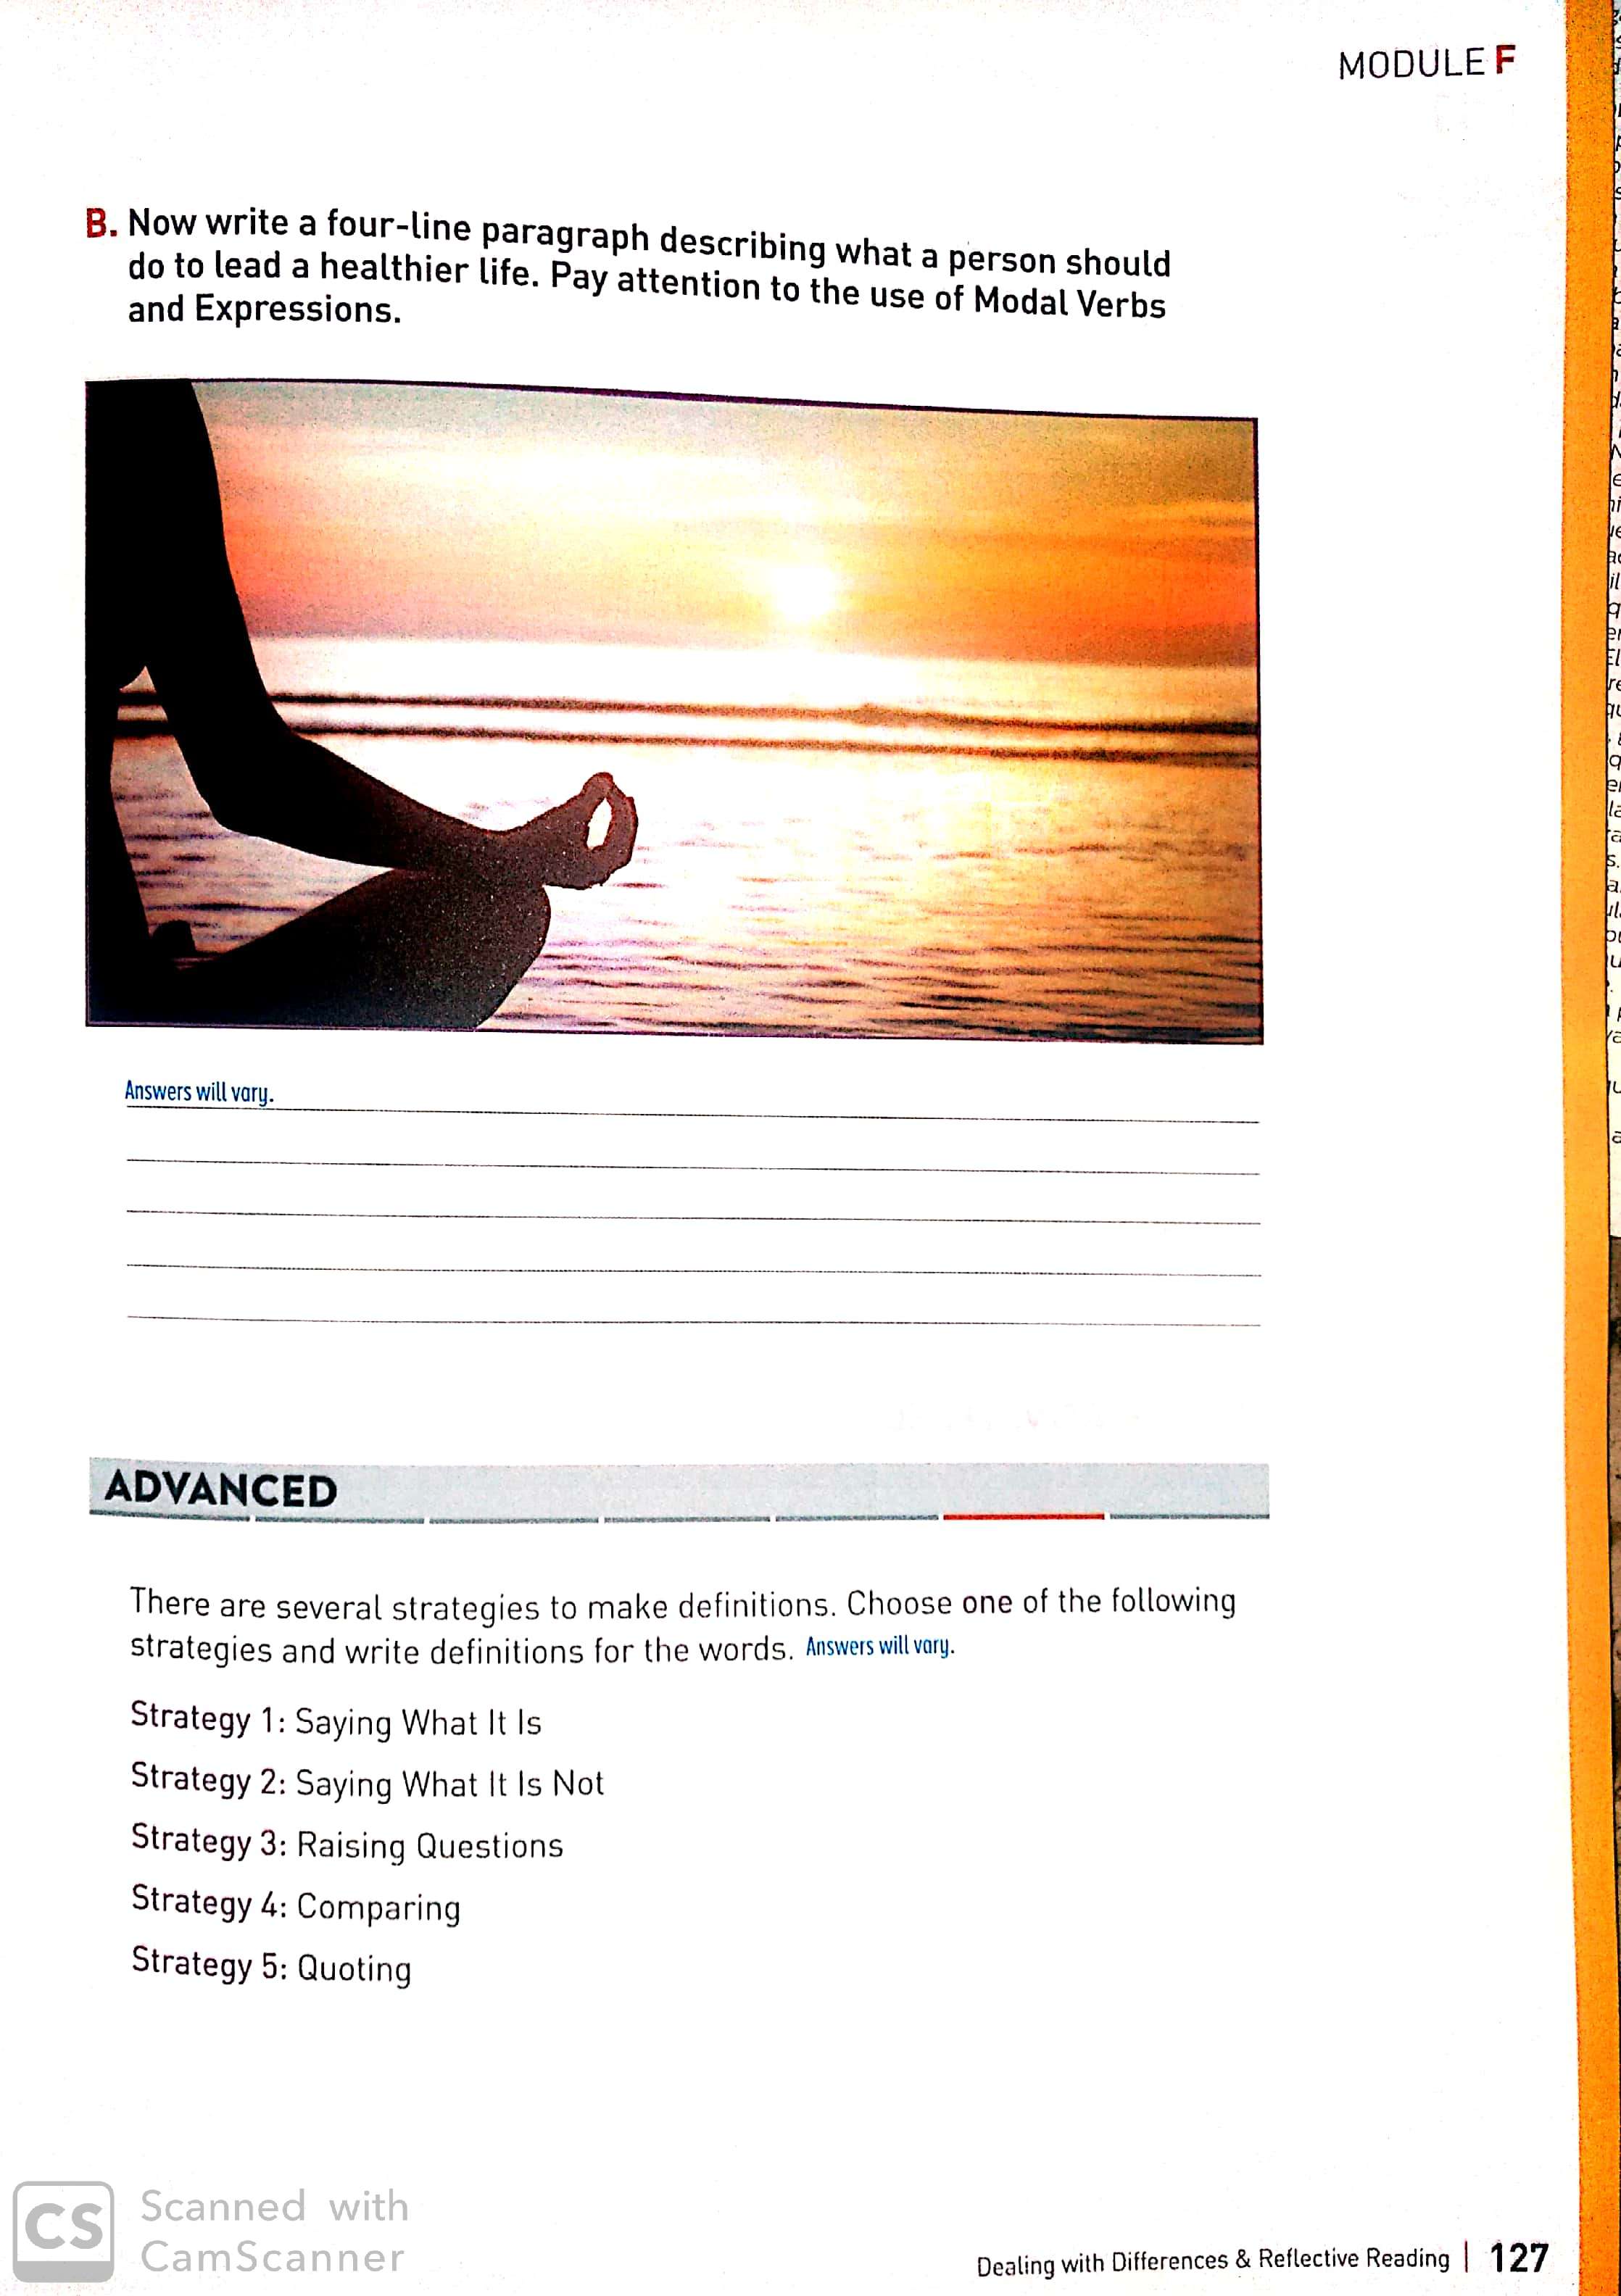 MODULE F
B. Now write a four-line paragraph describing what a person should
do to lead a healthier life. Pay attention to the use of Modal Verbs
and Expressions.
Answers will vary.
ADVANCED
There are several strategies to make definitions. Choose one of the following
strategies and write definitions for the words. Answers will vary.
Strategy 1: Saying What It Is
Strategy 2: Saying What It Is Not
Strategy 3: Raising Questions
Strategy 4: Comparing
Strategy 5: Quoting
CS Scanned with
CamScanner
Dealing with Differences & Reflective Reading | 127